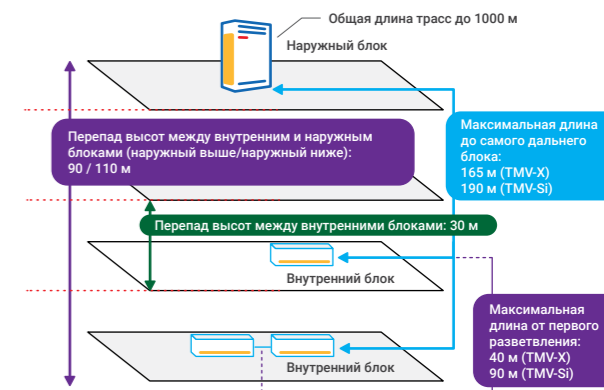 Общая длина трасс до 1000 м
Наружный блок
Перепад высот между внутренним и наружным
блоками (наружный выше/наружный ниже):
90 / 110 м
Максимальная длина
до самого дальнего
блока:
165 м (TMV-X)
190 м (TMV-Si)
Перепад высот между внутренними блоками: 30 м
Внутренний блок
Максимальная
длина от первого
разветвления:
40 м (TMV-X)
90 м (TMV-Si)
Внутренний блок